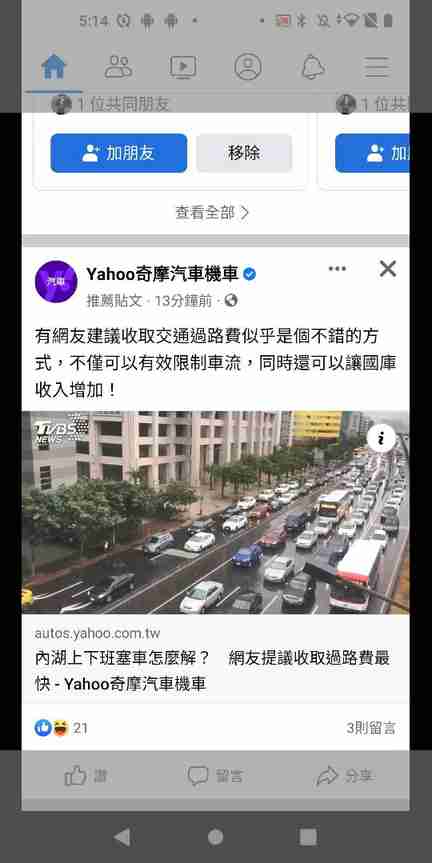 5:14
1 位共同朋友
1 位共
加朋友
移除
加
查看全部
汽車
Yahoo奇摩汽車機車
推薦貼文 · 13分鐘前 ·
有網友建議收取交通過路費似乎是個不錯的方
式，不僅可以有效限制車流，同時還可以讓國庫
收入增加！
TVBS
NEWS
autos.yahoo.com.tw
內湖上下班塞車怎麼解？　網友提議收取過路費最
快 - Yahoo奇摩汽車機車
21
3則留言
讚
留言
分享